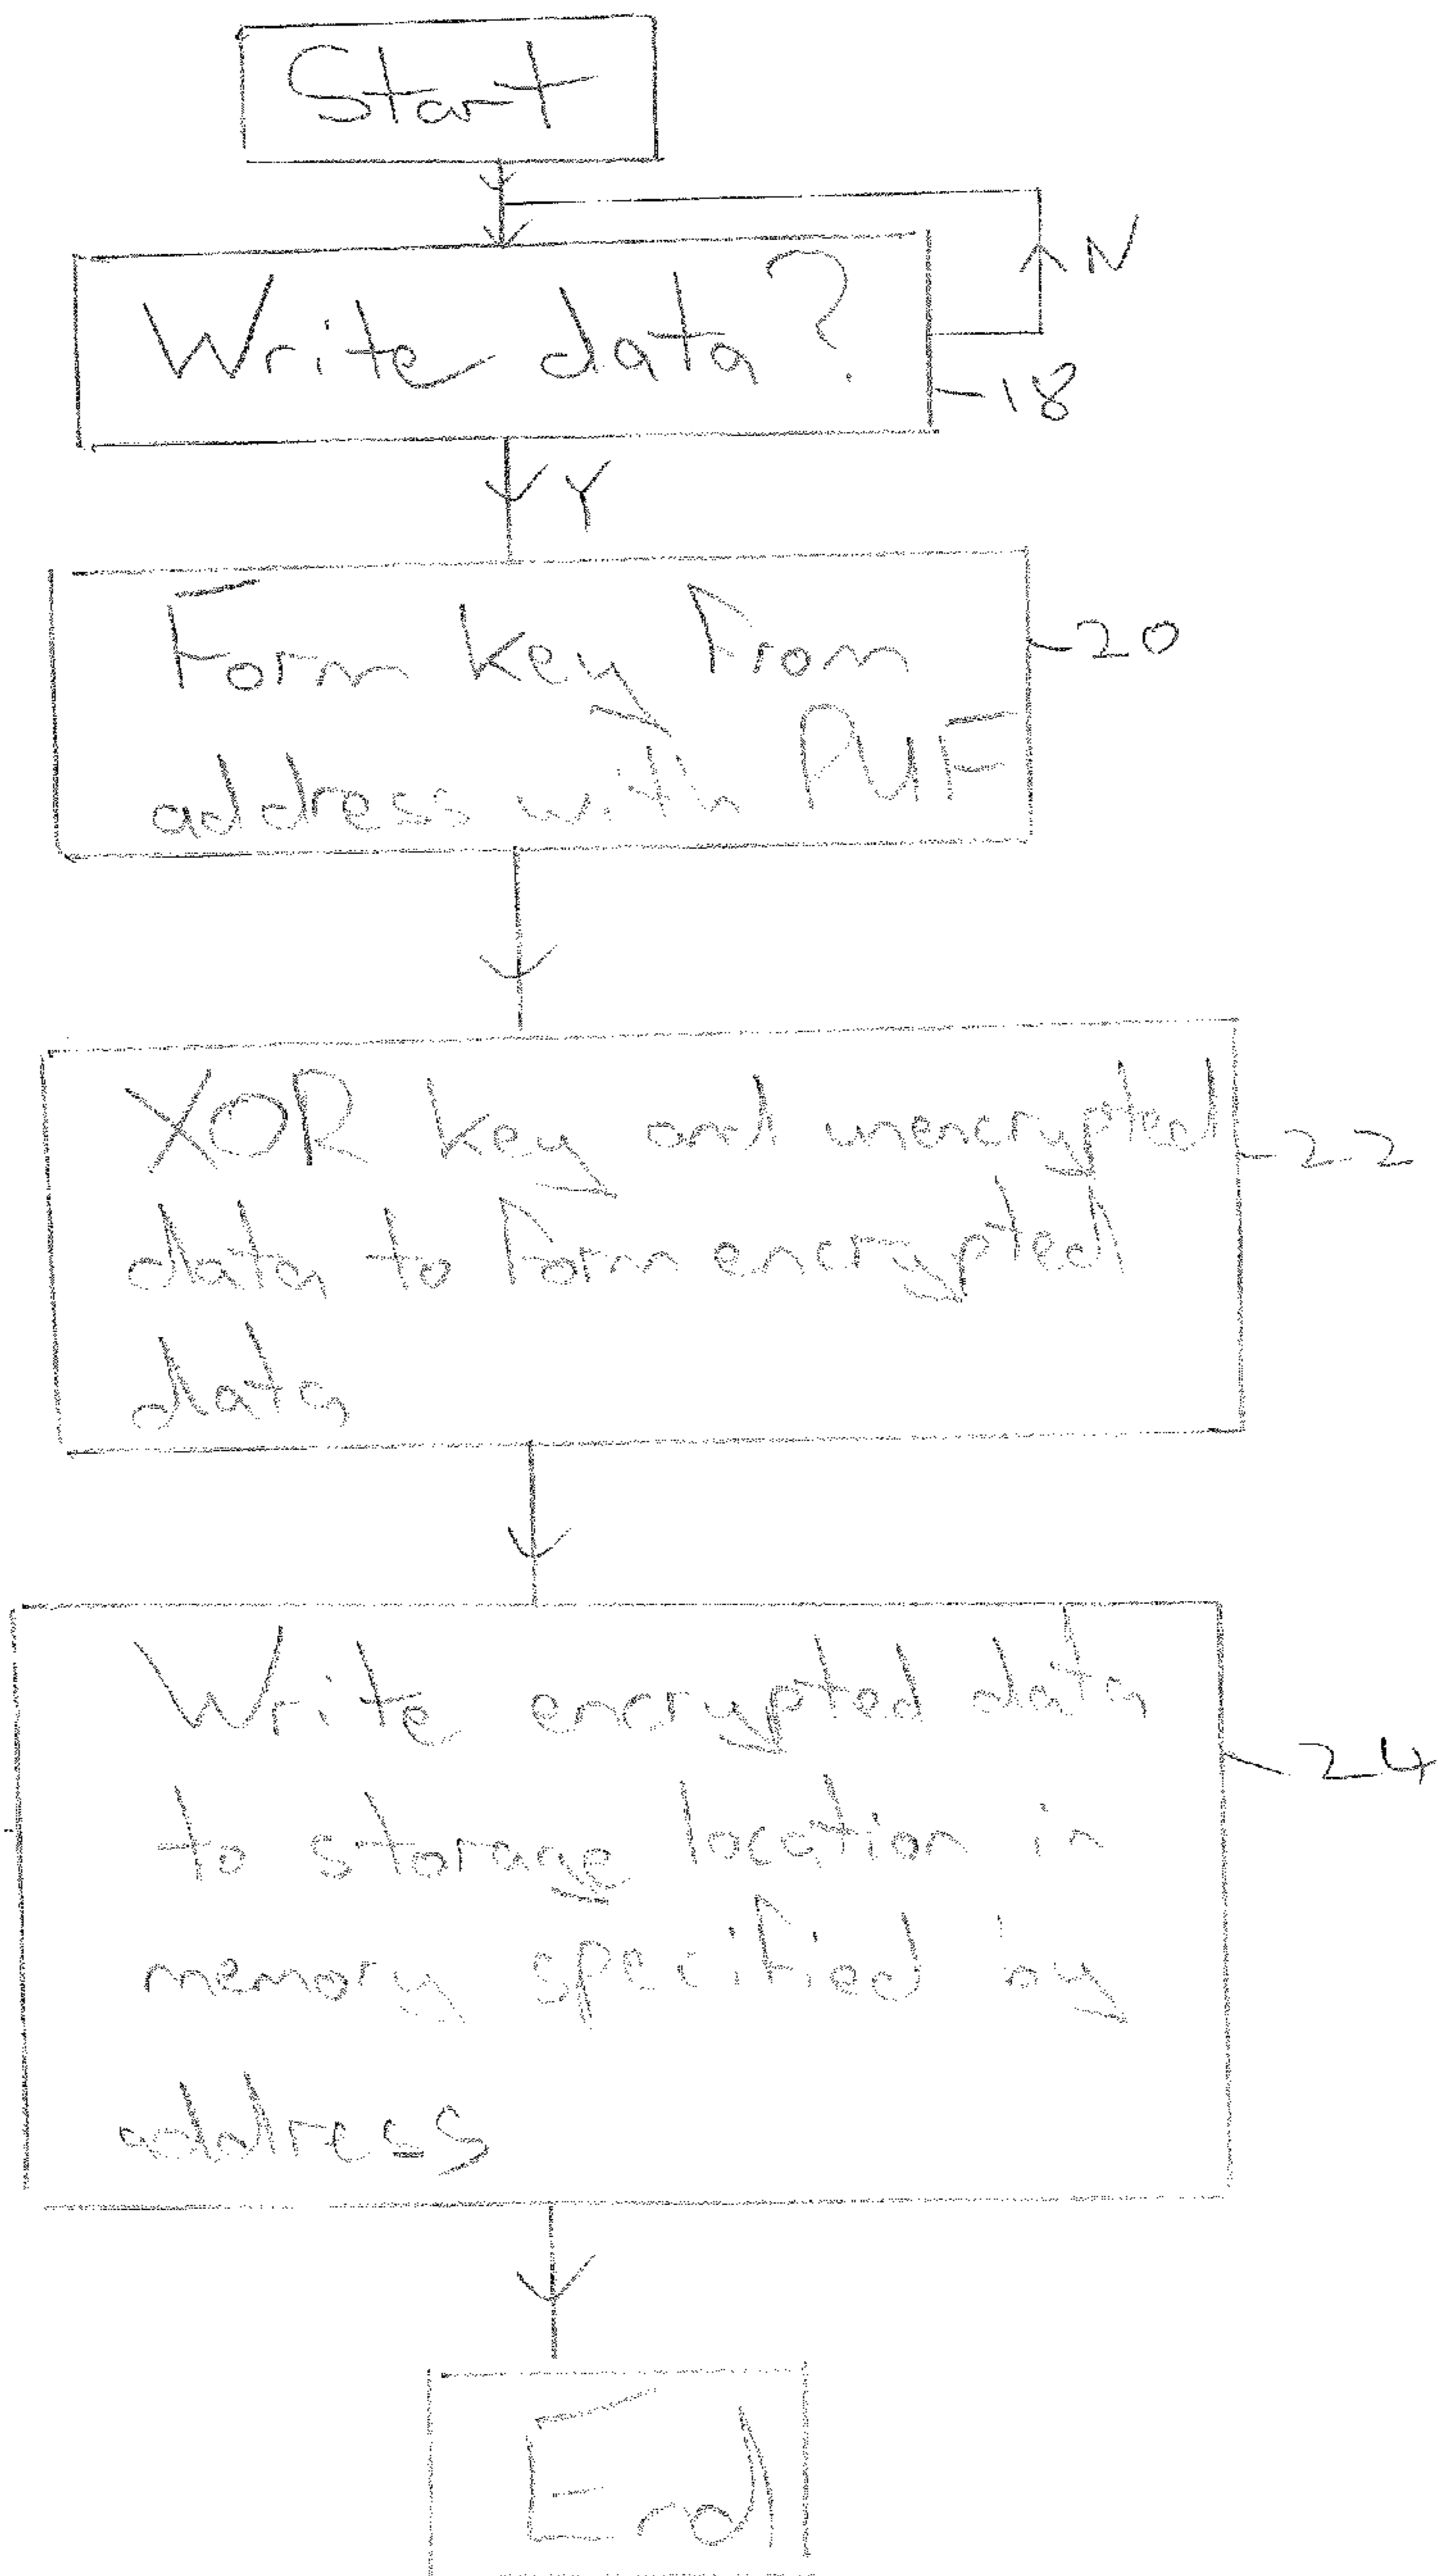 Start
N
Write data?
18
Y
Form key from
20
address with PUF
XOR key and unencrypted
22
data to form encrypted
data
Write encrypted data
24
to storage location in
memory specified by
address
End